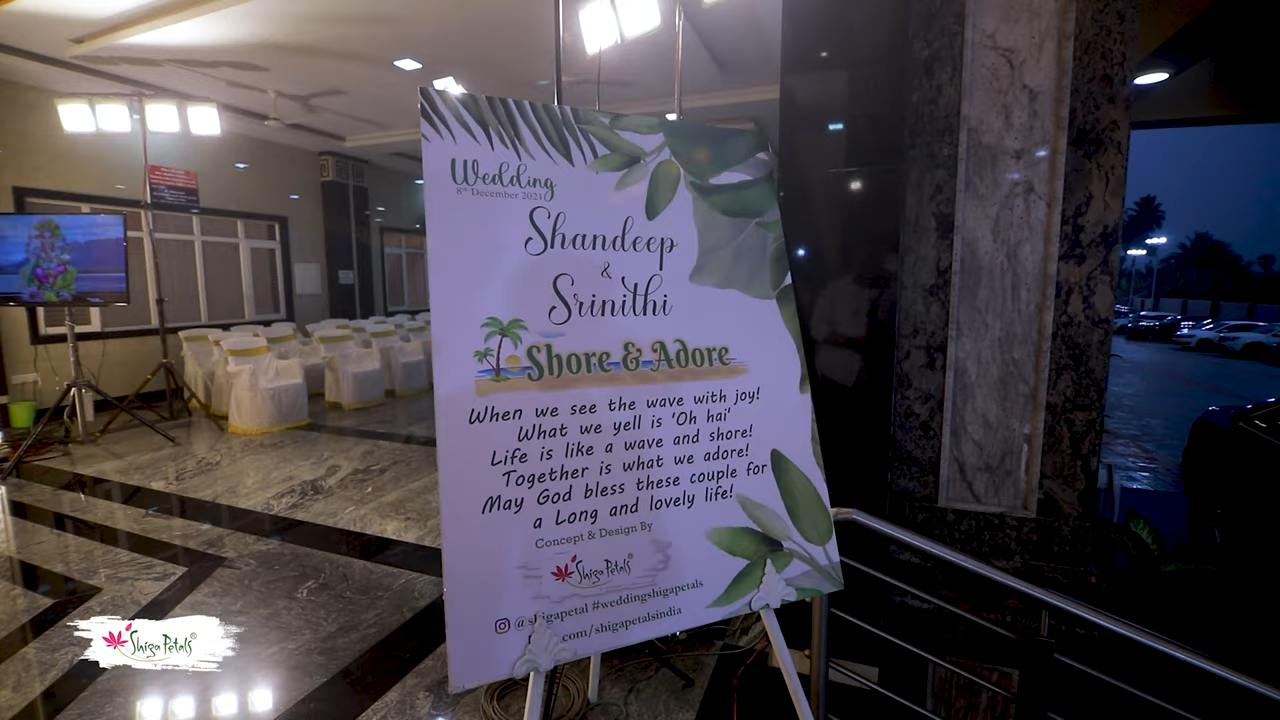 Wedding
8th December 2021
Shandeep
&
Srinithi
Shore & Adore
When we see the wave with joy!
What we yell is 'Oh hai'
Life is like a wave and shore!
Together is what we adore!
May God bless these couple for
a Long and lovely life!
Concept & Design By
Shiga Petals®
@shigapetal #weddingshigapetals
.com/shigapetalsindia
Shiga Petals®